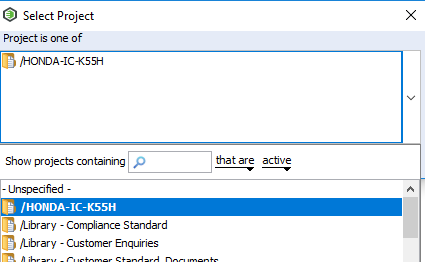 Select Project
Project is one of
/HONDA-IC-K55H
Show projects containing that are active
- Unspecified -
/HONDA-IC-K55H
/Library - Compliance Standard
/Library - Customer Enquiries
/Library - Customer Standard Documents